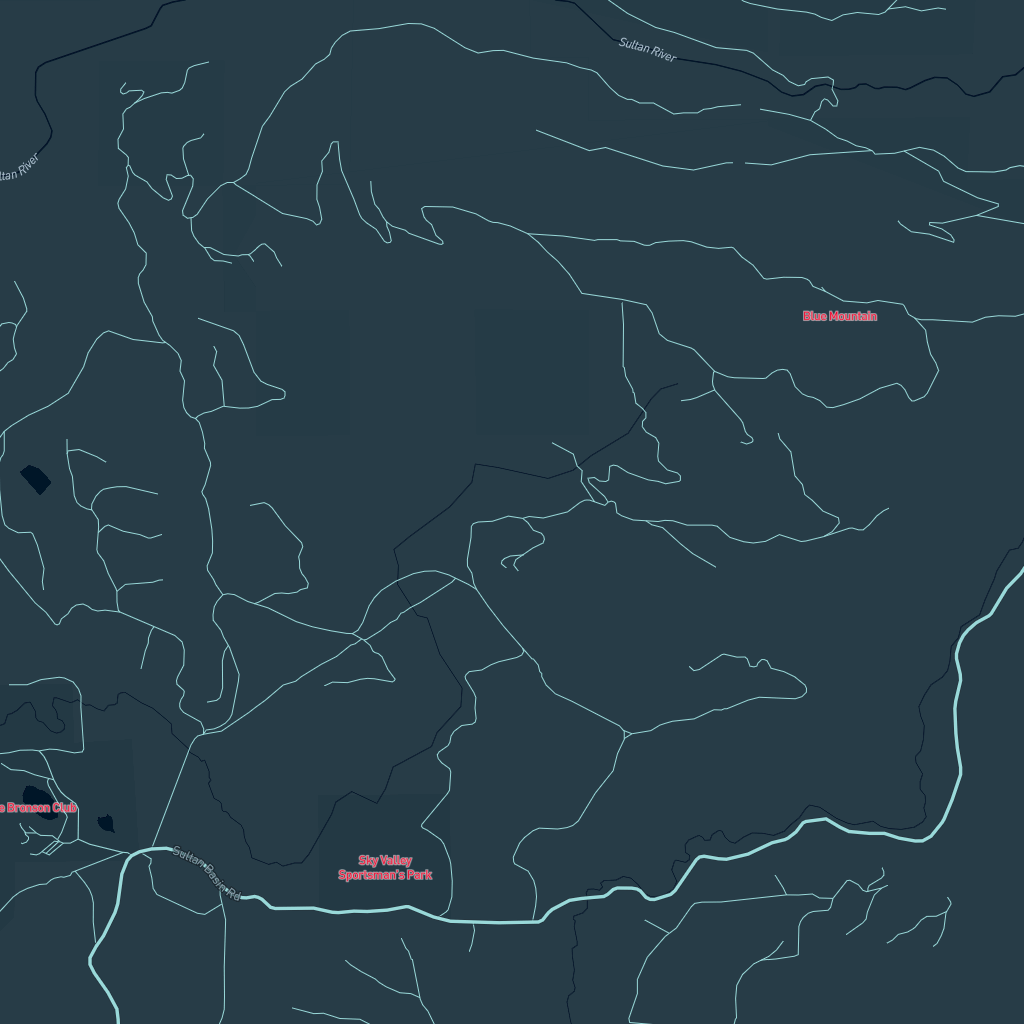 Sultan River
ltan River
Blue Mountain
e Bronson Club
Sultan Basin Rd
Sky Valley
Sportsman's Park